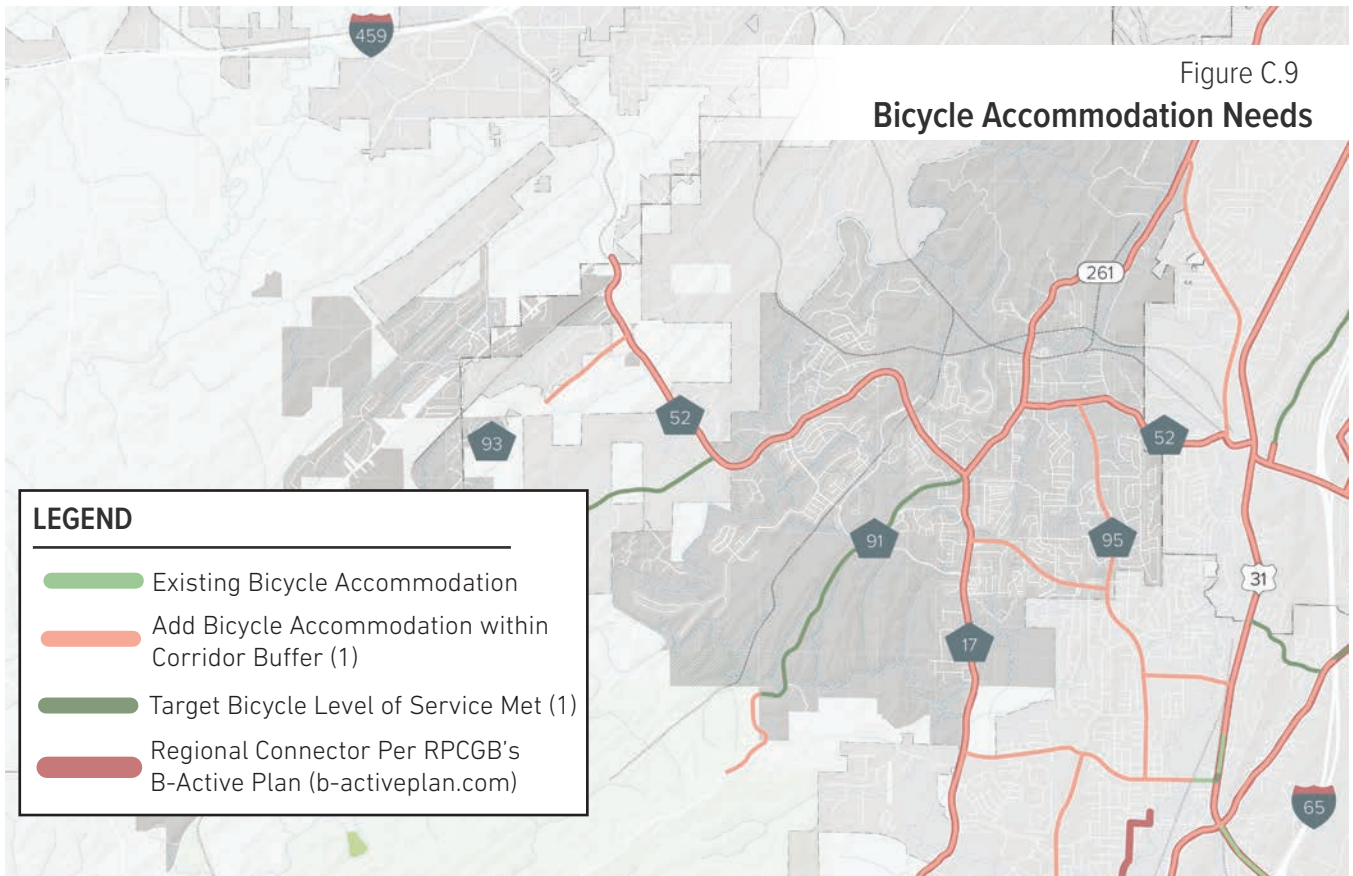 459
Figure C.9
Bicycle Accommodation Needs
261
52
93
52
91
95
31
17
65
LEGEND
Existing Bicycle Accommodation
Add Bicycle Accommodation within
Corridor Buffer (1)
Target Bicycle Level of Service Met (1)
Regional Connector Per RPCGB's
B-Active Plan (b-activeplan.com)